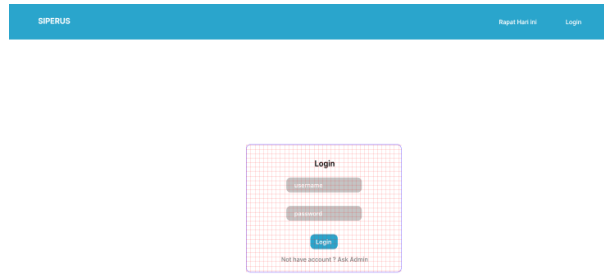 SIPERUS
Rapat Hari ini
Login
Login
username
password
Login
Not have account ? Ask Admin